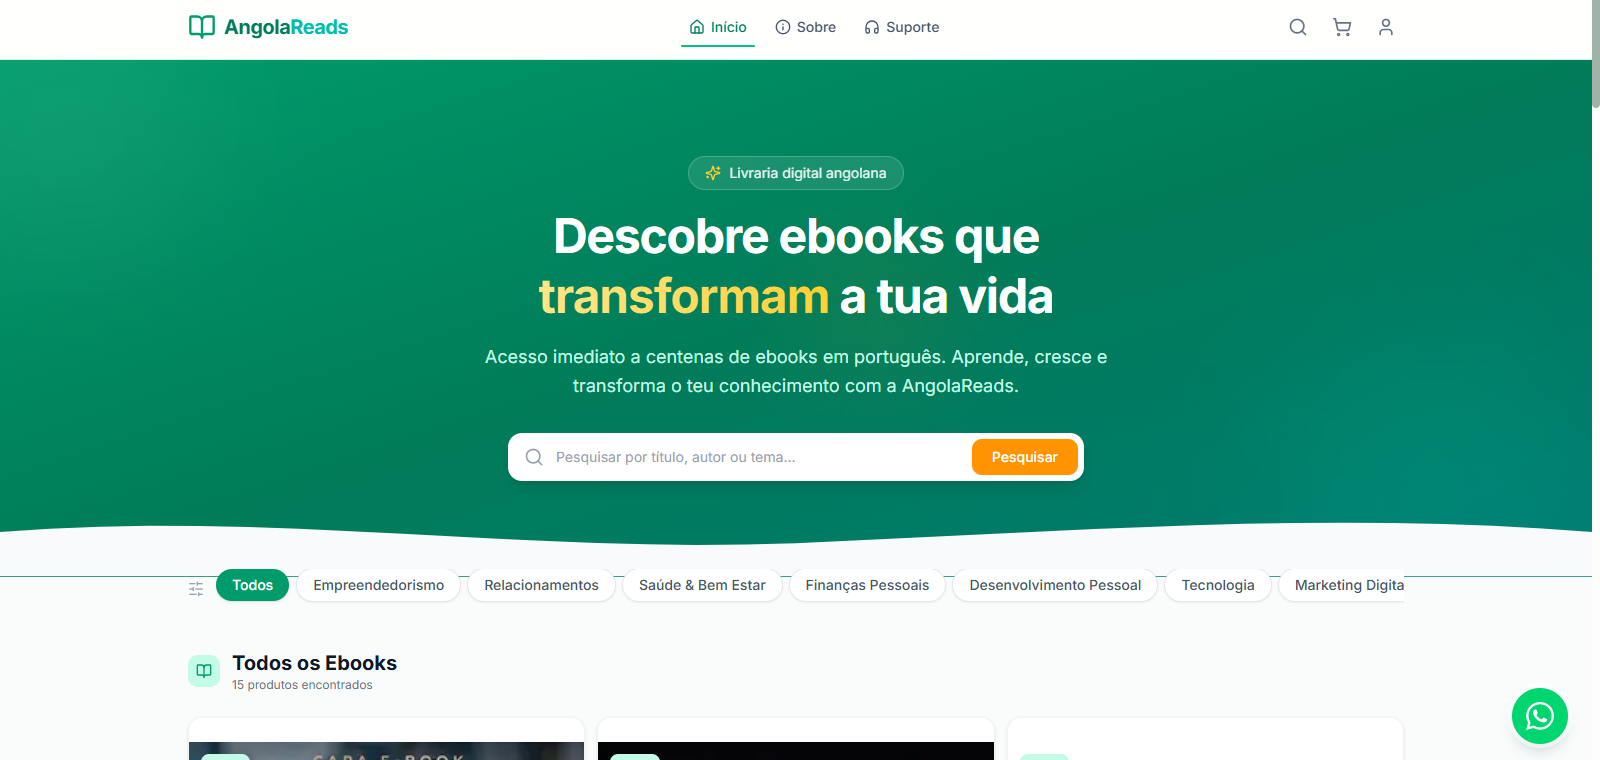 AngolaReads
Início
Sobre
Suporte
Livraria digital angolana
Descobre ebooks que
transformam a tua vida
Acesso imediato a centenas de ebooks em português. Aprende, cresce e
transforma o teu conhecimento com a AngolaReads.
Pesquisar por título, autor ou tema...
Pesquisar
Todos
Empreendedorismo
Relacionamentos
Saúde & Bem Estar
Finanças Pessoais
Desenvolvimento Pessoal
Tecnologia
Marketing Digita
Todos os Ebooks
15 produtos encontrados
CAPA E-BOOK